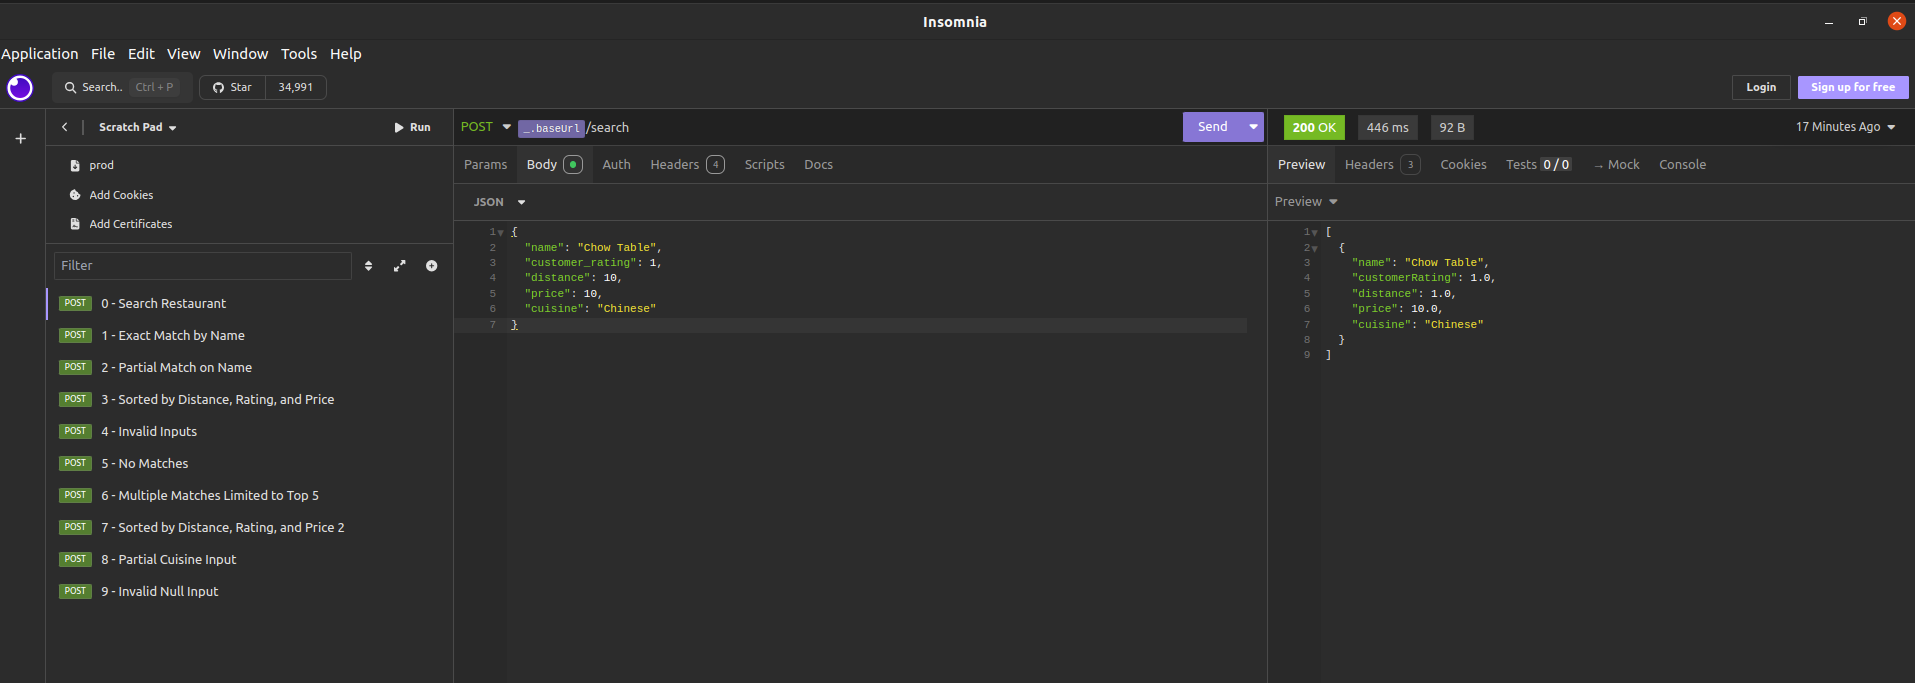 Insomnia
Application File Edit View Window Tools Help
Search.. Ctrl + P Star 34,991 Login Sign up for free
Scratch Pad Run
prod
Add Cookies
Add Certificates
Filter
POST 0 - Search Restaurant
POST 1 - Exact Match by Name
POST 2 - Partial Match on Name
POST 3 - Sorted by Distance, Rating, and Price
POST 4 - Invalid Inputs
POST 5 - No Matches
POST 6 - Multiple Matches Limited to Top 5
POST 7 - Sorted by Distance, Rating, and Price 2
POST 8 - Partial Cuisine Input
POST 9 - Invalid Null Input
POST _.baseUrl/search Send
Params Body Auth Headers 4 Scripts Docs
JSON
1 {
2 "name": "Chow Table",
3 "customer_rating": 1,
4 "distance": 10,
5 "price": 10,
6 "cuisine": "Chinese"
7 }
200 OK 446 ms 92 B 17 Minutes Ago
Preview Headers 3 Cookies Tests 0 / 0 → Mock Console
Preview
1 [
2 {
3 "name": "Chow Table",
4 "customerRating": 1.0,
5 "distance": 1.0,
6 "price": 10.0,
7 "cuisine": "Chinese"
8 }
9 ]